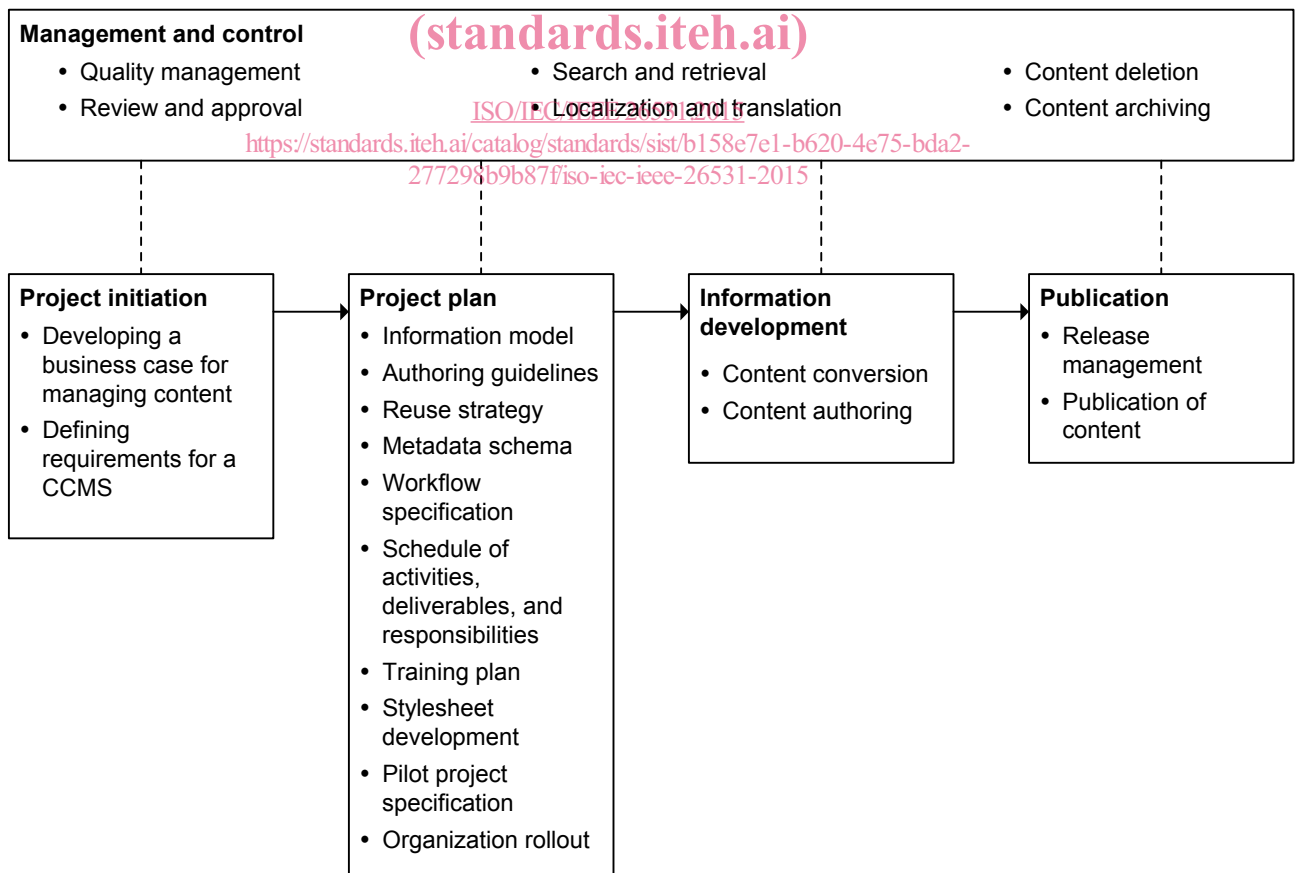 (standards.iteh.ai)
Management and control
• Quality management
• Review and approval
• Search and retrieval
• Localization and translation
• Content deletion
• Content archiving
ISO/IEC/IEEE 26531:2015
https://standards.iteh.ai/catalog/standards/sist/b158e7e1-b620-4e75-bda2-
277298b9b87f/iso-iec-ieee-26531-2015
Project initiation
• Developing a
business case for
managing content
• Defining
requirements for a
CCMS
Project plan
• Information model
• Authoring guidelines
• Reuse strategy
• Metadata schema
• Workflow
specification
• Schedule of
activities,
deliverables, and
responsibilities
• Training plan
• Stylesheet
development
• Pilot project
specification
• Organization rollout
Information
development
• Content conversion
• Content authoring
Publication
• Release
management
• Publication of
content